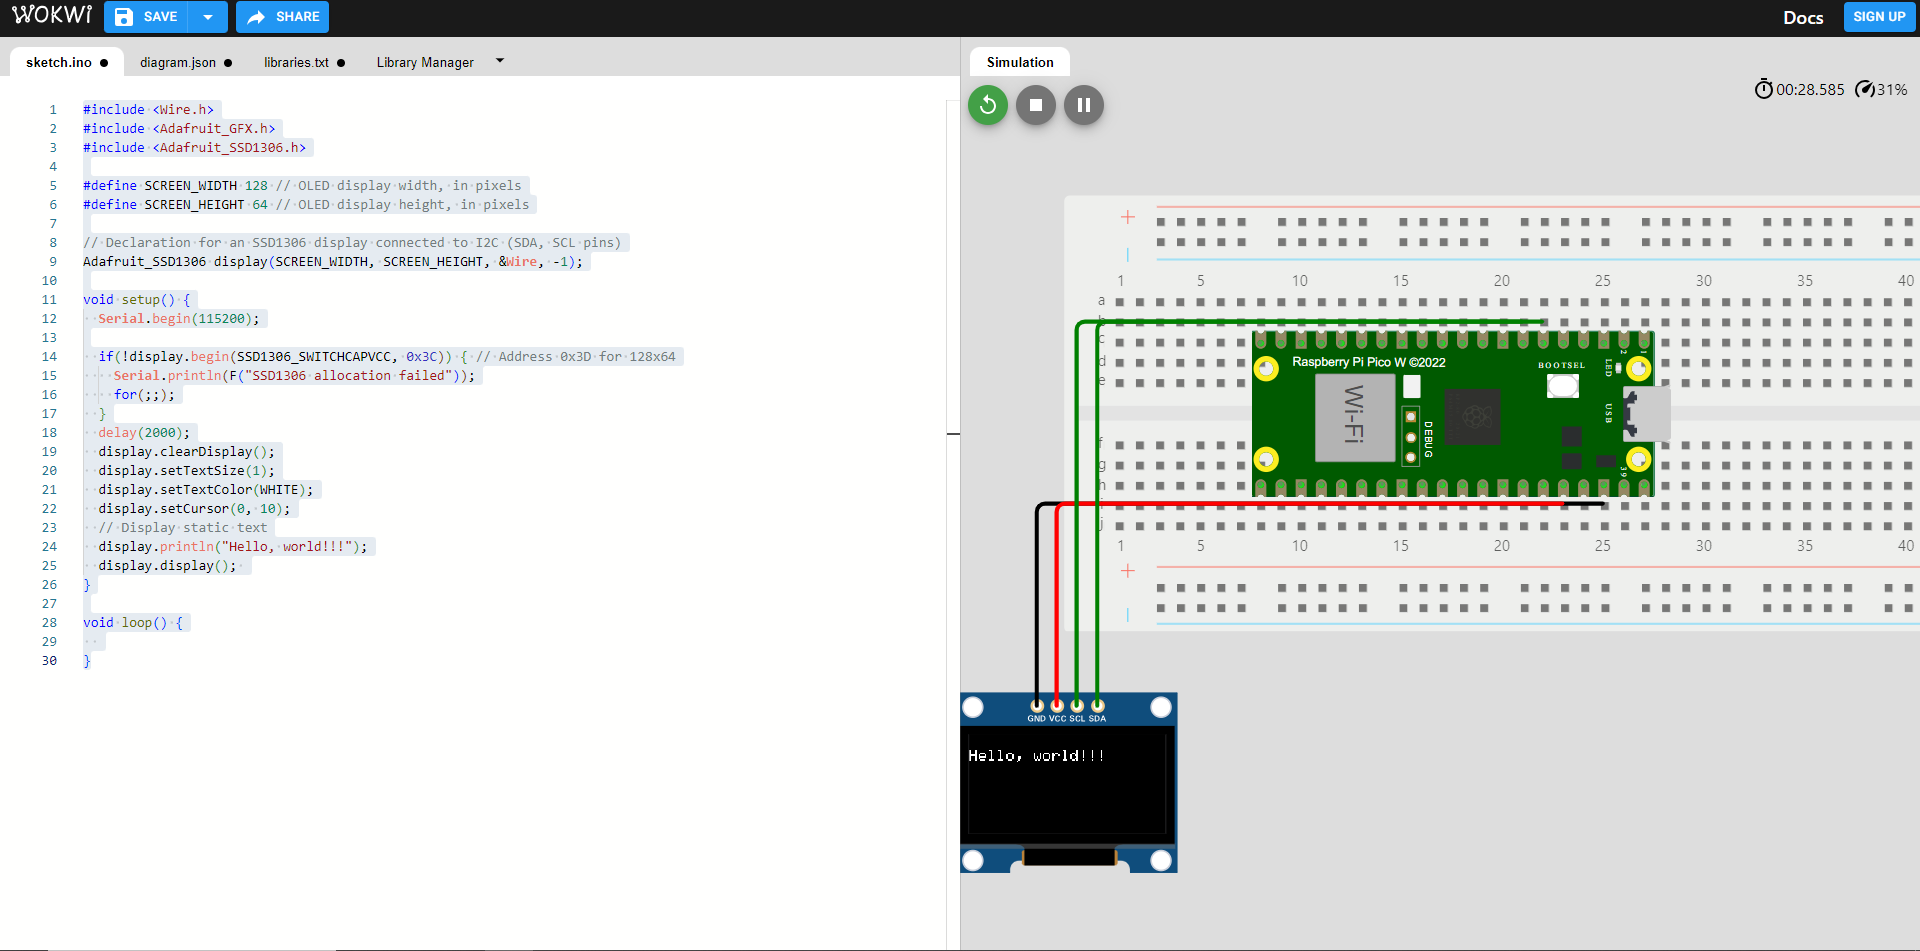 WOKWI SAVE SHARE Docs SIGN UP
sketch.ino diagram.json libraries.txt Library Manager
Simulation
00:28.585 31%
1 #include <Wire.h>
2 #include <Adafruit_GFX.h>
3 #include <Adafruit_SSD1306.h>
4
5 #define SCREEN_WIDTH 128 // OLED display width, in pixels
6 #define SCREEN_HEIGHT 64 // OLED display height, in pixels
7
8 // Declaration for an SSD1306 display connected to I2C (SDA, SCL pins)
9 Adafruit_SSD1306 display(SCREEN_WIDTH, SCREEN_HEIGHT, &Wire, -1);
10
11 void setup() {
12 Serial.begin(115200);
13
14 if(!display.begin(SSD1306_SWITCHCAPVCC, 0x3C)) { // Address 0x3D for 128x64
15 Serial.println(F("SSD1306 allocation failed"));
16 for(;;);
17 }
18 delay(2000);
19 display.clearDisplay();
20 display.setTextSize(1);
21 display.setTextColor(WHITE);
22 display.setCursor(0, 10);
23 // Display static text
24 display.println("Hello, world!!!");
25 display.display();
26 }
27
28 void loop() {
29
30 }
+
1 5 10 15 20 25 30 35 40
a
b
c
d
e
Raspberry Pi Pico W ©2022
BOOTSEL
LED
2
1
Wi-Fi
DEBUG
USB
39
f
g
h
i
j
1 5 10 15 20 25 30 35 40
+
GND VCC SCL SDA
Hello, world!!!